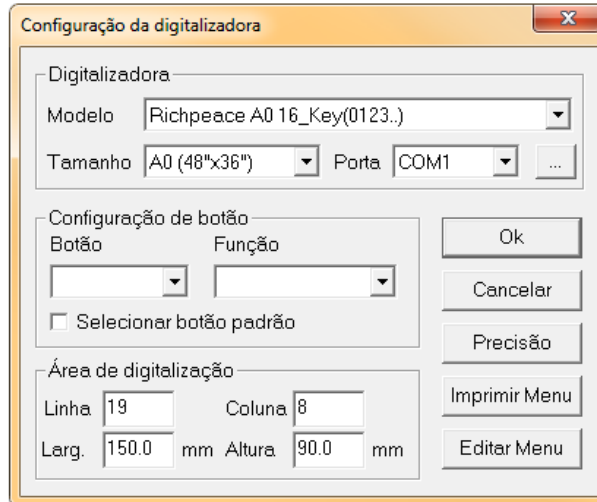 Configuração da digitalizadora
Digitalizadora
Modelo Richpeace A0 16_Key(0123..)
Tamanho A0 (48"x36") Porta COM1 ...
Configuração de botão
Botão Função
Selecionar botão padrão
Ok
Cancelar
Precisão
Imprimir Menu
Editar Menu
Área de digitalização
Linha 19 Coluna 8
Larg. 150.0 mm Altura 90.0 mm